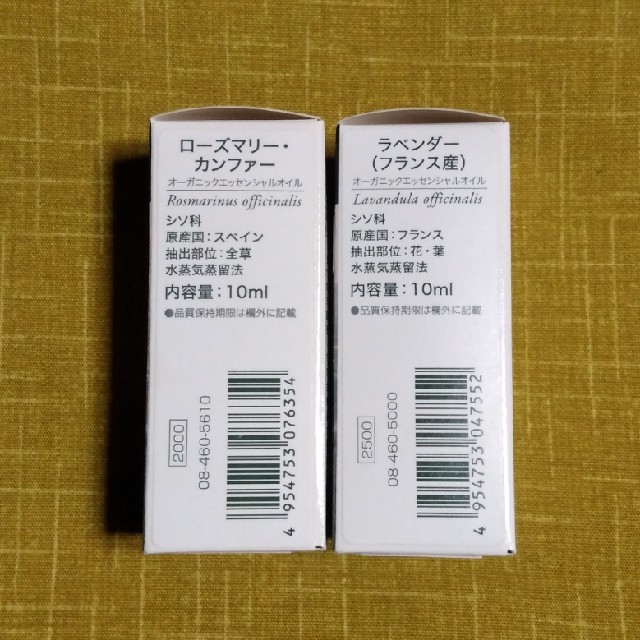 ローズマリー・
カンファー
オーガニックエッセンシャルオイル
Rosmarinus officinalis
シソ科
原産国：スペイン
抽出部位：全草
水蒸気蒸留法
内容量：10ml
●品質保持期限は欄外に記載
2000
08-460-5610
4 954753 076354
ラベンダー
(フランス産)
オーガニックエッセンシャルオイル
Lavandula officinalis
シソ科
原産国：フランス
抽出部位：花・葉
水蒸気蒸留法
内容量：10ml
●品質保持期限は欄外に記載
2500
08-460-5000
4 954753 047552